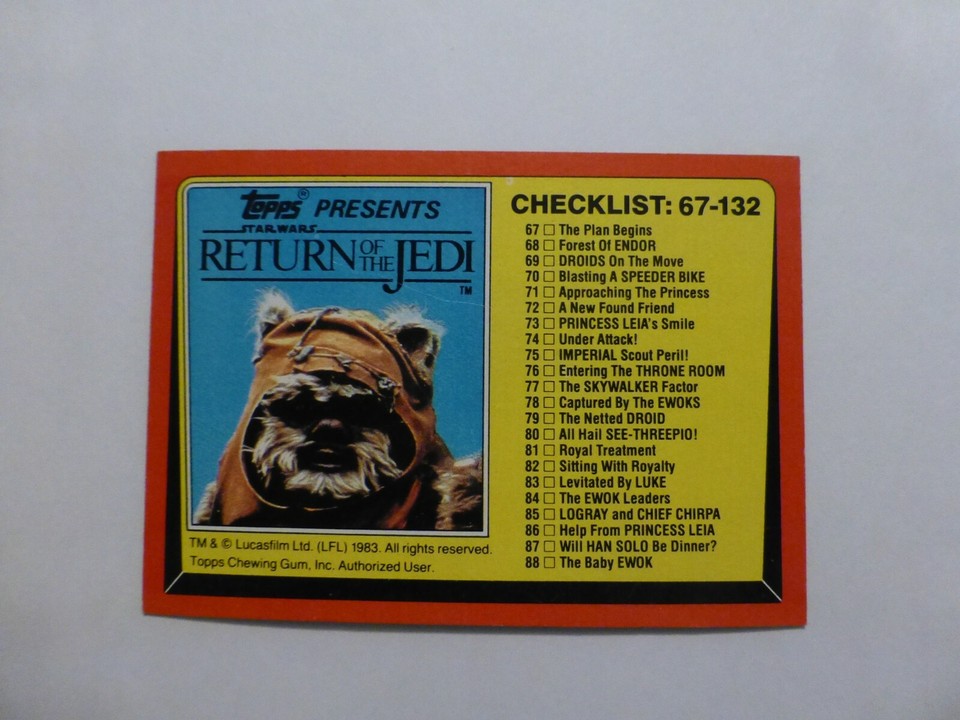 Topps® PRESENTS
STAR WARS
RETURN OF THE JEDI
TM
TM & © Lucasfilm Ltd. (LFL) 1983. All rights reserved.
Topps Chewing Gum, Inc. Authorized User.
CHECKLIST: 67-132
67 □ The Plan Begins
68 □ Forest Of ENDOR
69 □ DROIDS On The Move
70 □ Blasting A SPEEDER BIKE
71 □ Approaching The Princess
72 □ A New Found Friend
73 □ PRINCESS LEIA's Smile
74 □ Under Attack!
75 □ IMPERIAL Scout Peril!
76 □ Entering The THRONE ROOM
77 □ The SKYWALKER Factor
78 □ Captured By The EWOKS
79 □ The Netted DROID
80 □ All Hail SEE-THREEPIO!
81 □ Royal Treatment
82 □ Sitting With Royalty
83 □ Levitated By LUKE
84 □ The EWOK Leaders
85 □ LOGRAY and CHIEF CHIRPA
86 □ Help From PRINCESS LEIA
87 □ Will HAN SOLO Be Dinner?
88 □ The Baby EWOK